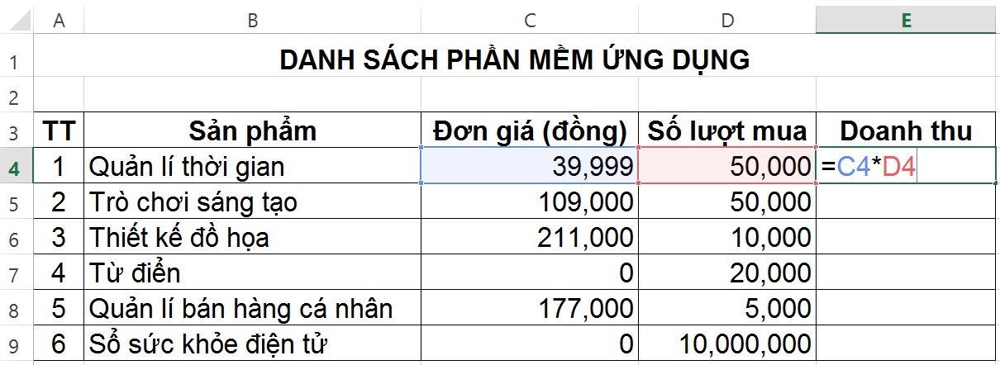 A B C D E
1 DANH SÁCH PHẦN MỀM ỨNG DỤNG
2
3 TT Sản phẩm Đơn giá (đồng) Số lượt mua Doanh thu
4 1 Quản lí thời gian 39,999 50,000 =C4*D4
5 2 Trò chơi sáng tạo 109,000 50,000
6 3 Thiết kế đồ họa 211,000 10,000
7 4 Từ điển 0 20,000
8 5 Quản lí bán hàng cá nhân 177,000 5,000
9 6 Sổ sức khỏe điện tử 0 10,000,000